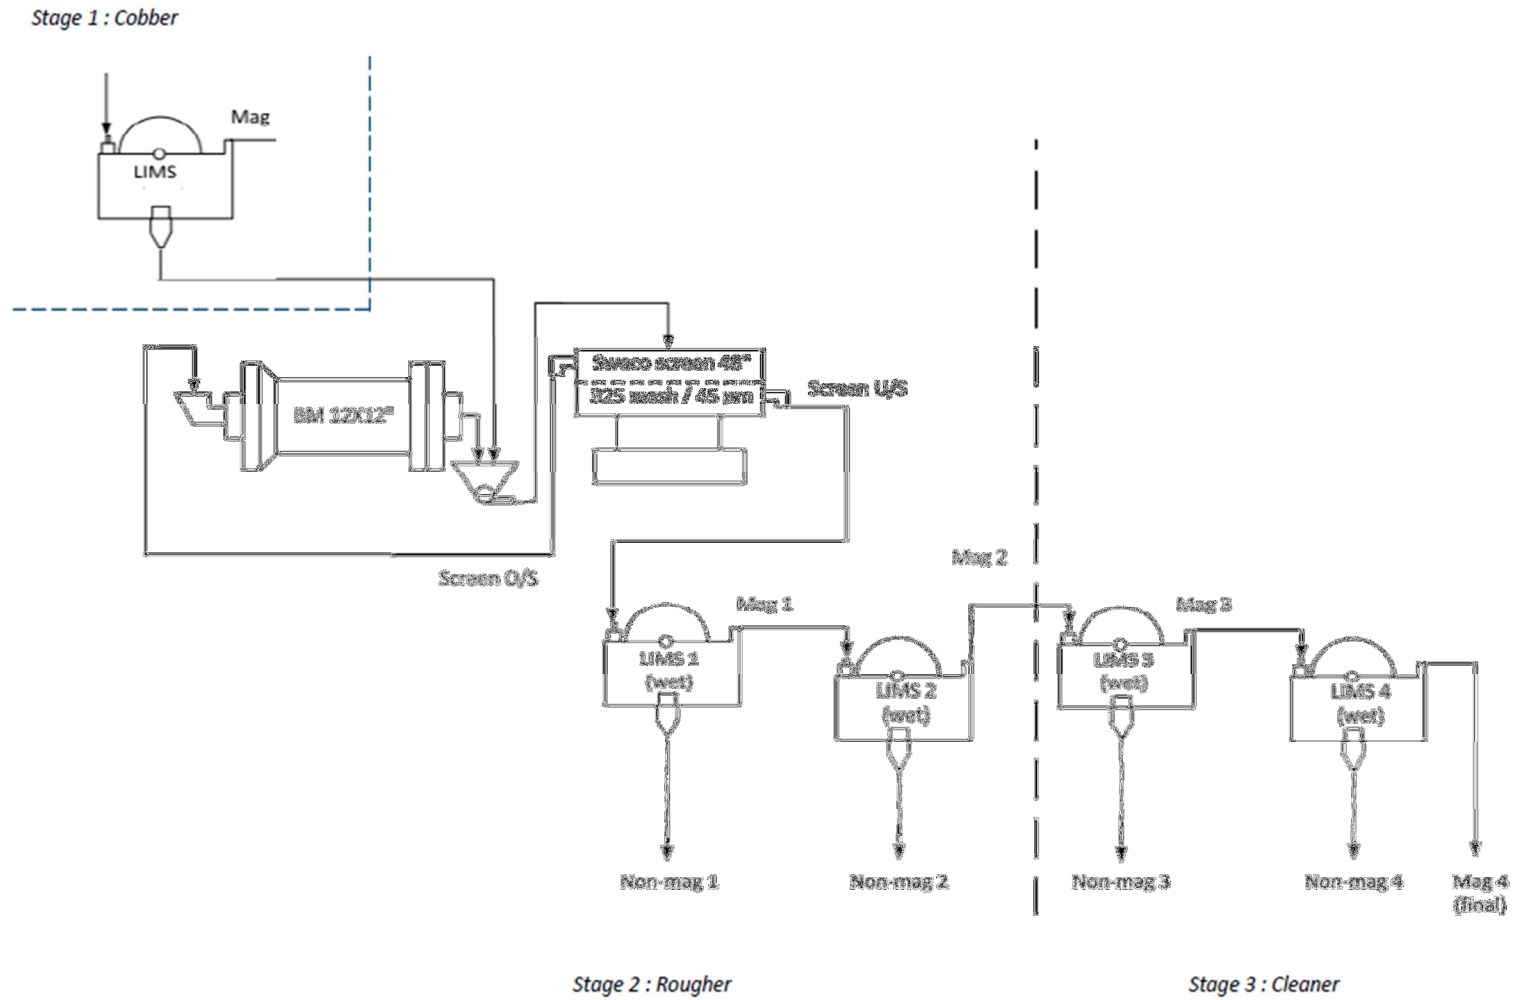 Stage 1 : Cobber
Mag
LIMS
Sweco screen 48"
325 mesh / 45 µm
Screen U/S
BM 12X12"
Screen O/S
Mag 2
Mag 1
Mag 3
LIMS 1
(wet)
LIMS 2
(wet)
LIMS 3
(wet)
LIMS 4
(wet)
Non-mag 1
Non-mag 2
Non-mag 3
Non-mag 4
Mag 4
(final)
Stage 2 : Rougher
Stage 3 : Cleaner